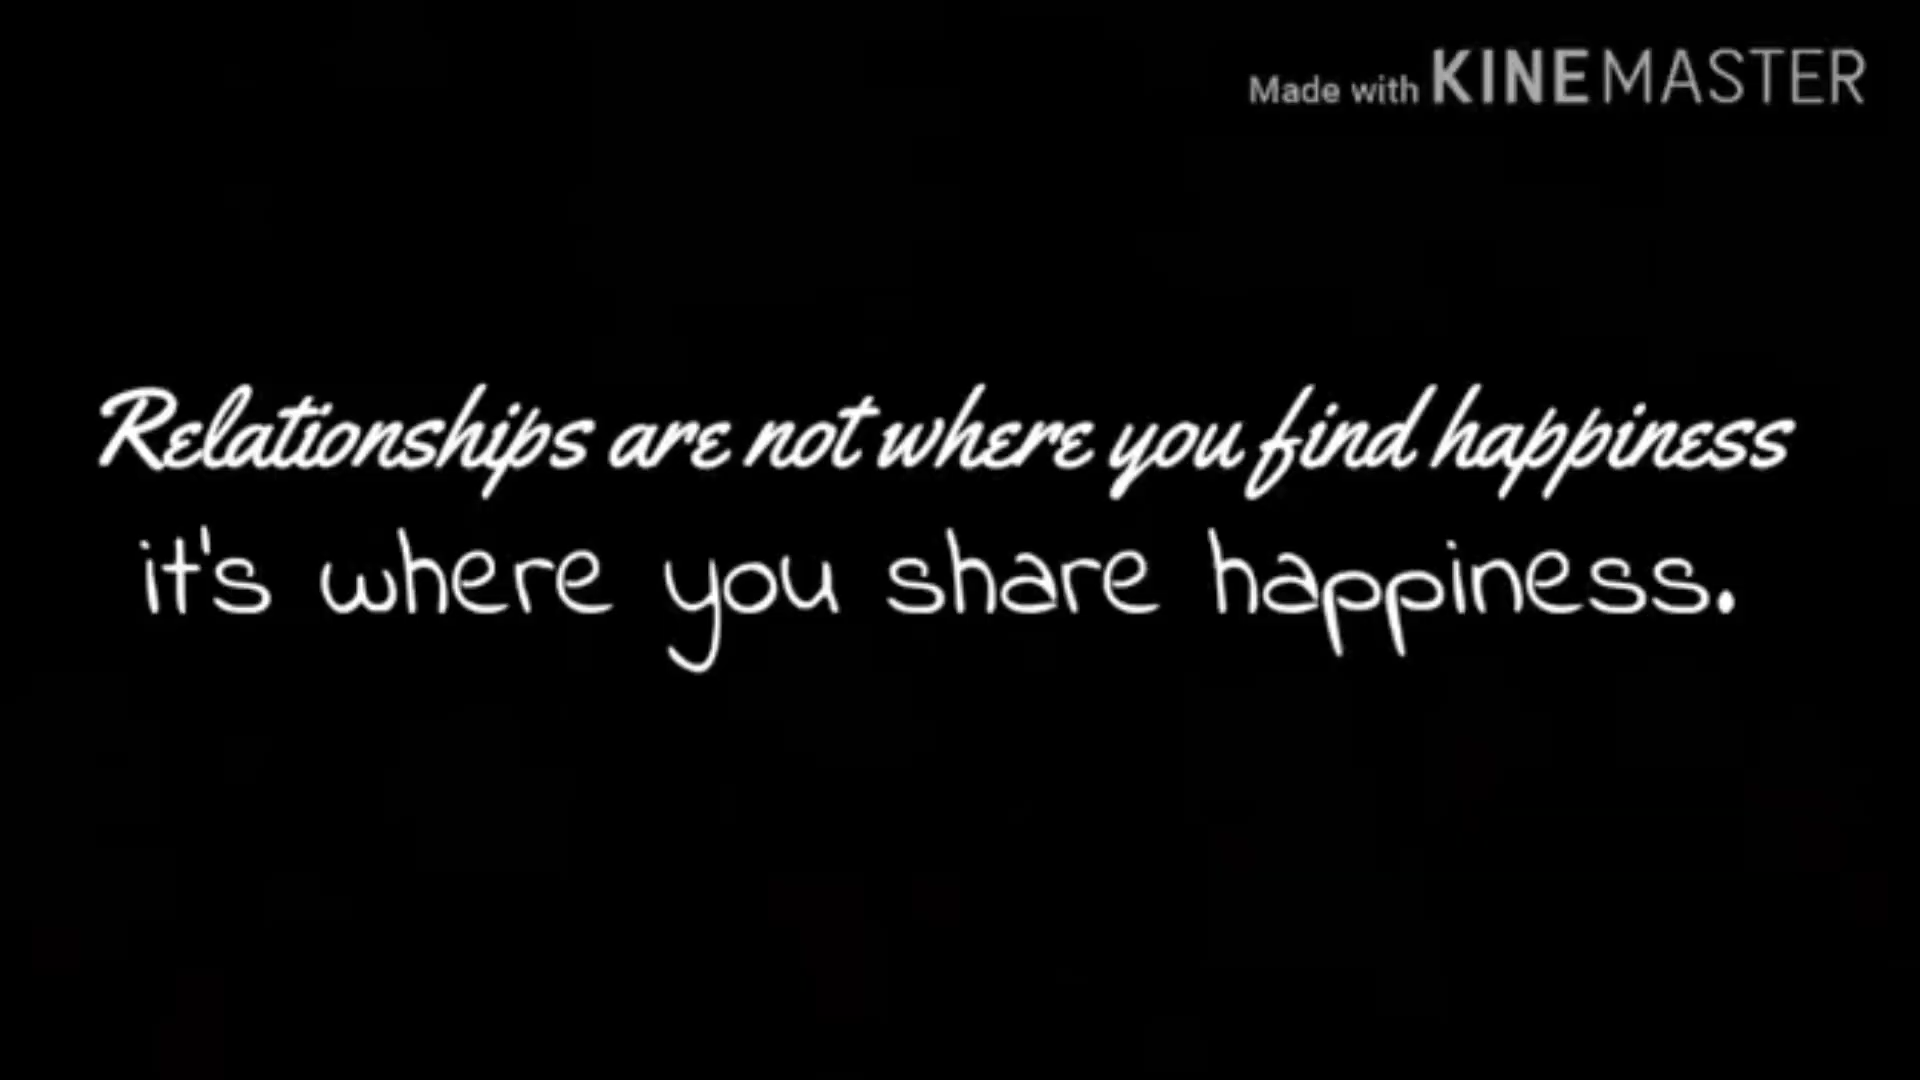 Made with KINEMASTER
Relationships are not where you find happiness
it's where you share happiness.